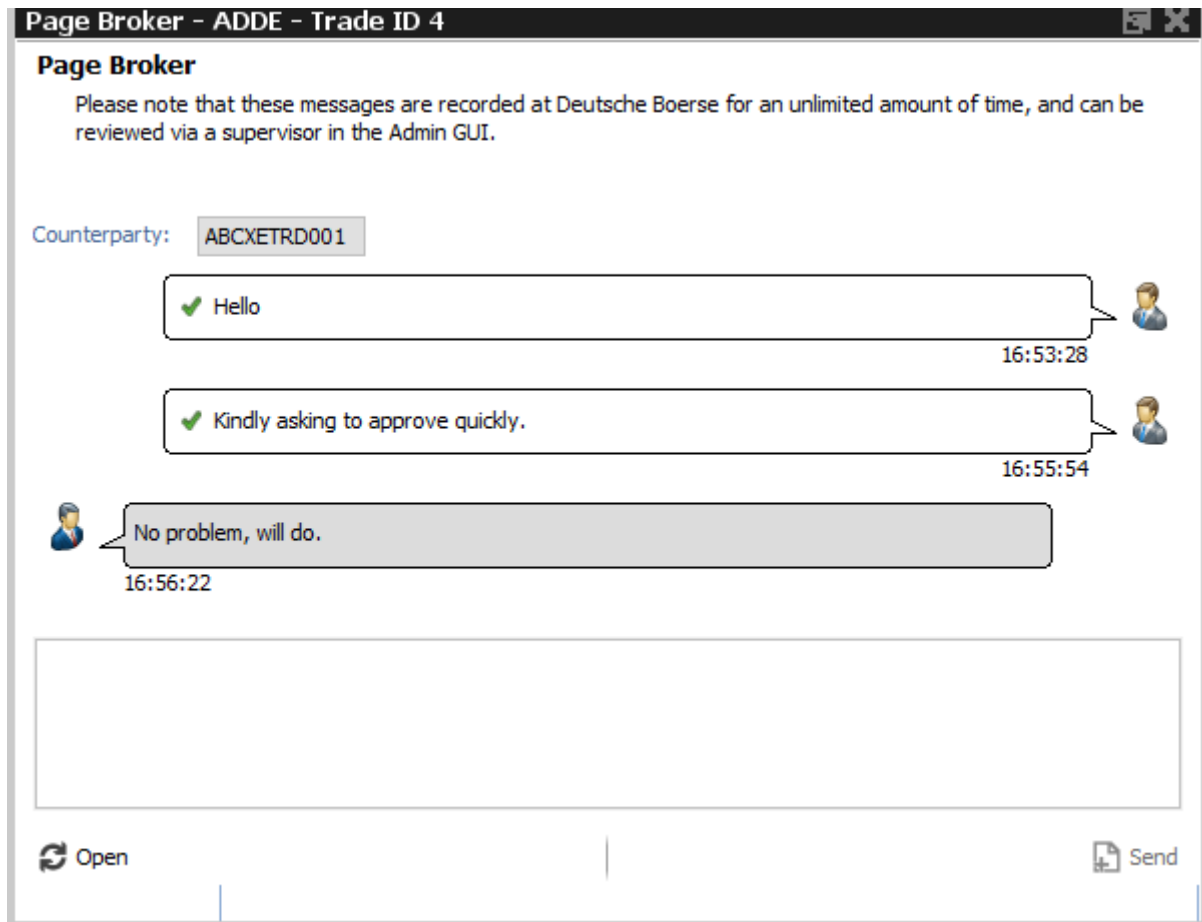 Page Broker - ADDE - Trade ID 4
Page Broker
Please note that these messages are recorded at Deutsche Boerse for an unlimited amount of time, and can be
reviewed via a supervisor in the Admin GUI.
Counterparty: ABCXETRD001
Hello
16:53:28
Kindly asking to approve quickly.
16:55:54
No problem, will do.
16:56:22
Open Send